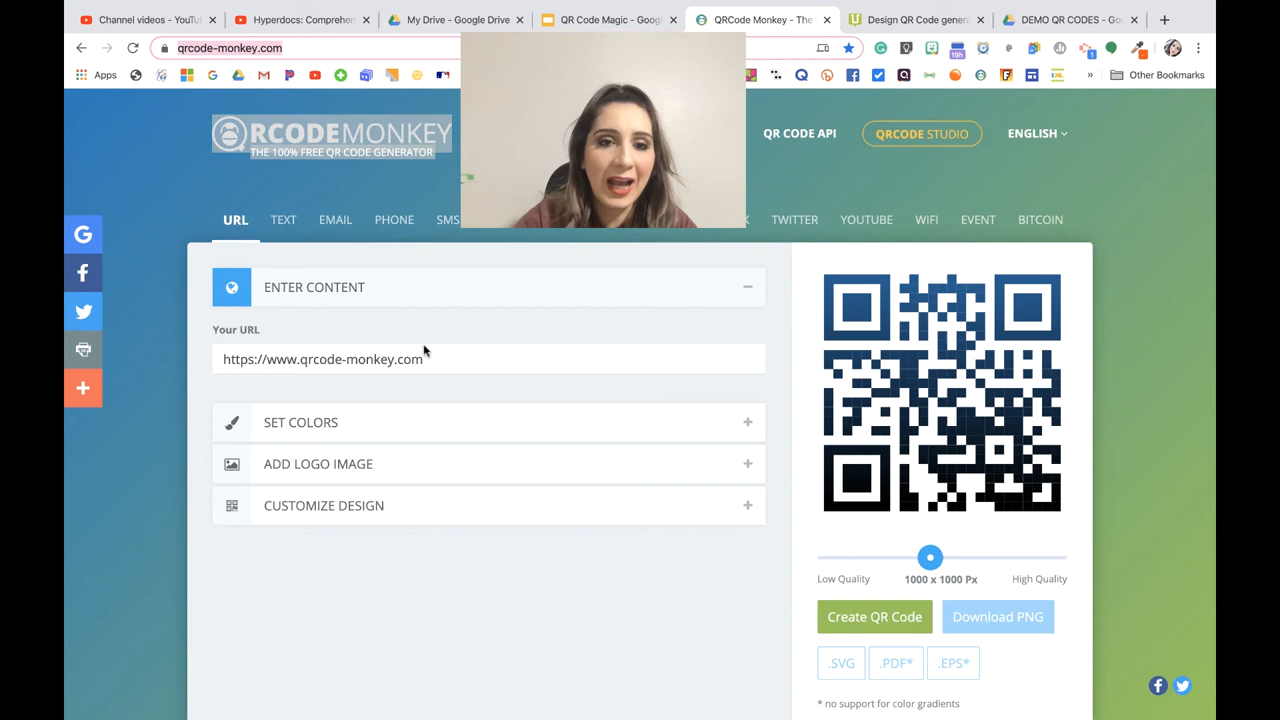 Channel videos - YouTu
Hyperdocs: Comprehen
My Drive - Google Drive
QR Code Magic - Googl
QRCode Monkey - The
Design QR Code genera
DEMO QR CODES - Goo
qrcode-monkey.com
19h
1
Apps
»
Other Bookmarks
RCODEMONKEY
THE 100% FREE QR CODE GENERATOR
QR CODE API
QRCODE STUDIO
ENGLISH
URL
TEXT
EMAIL
PHONE
SMS
K
TWITTER
YOUTUBE
WIFI
EVENT
BITCOIN
ENTER CONTENT
Your URL
https://www.qrcode-monkey.com
SET COLORS
ADD LOGO IMAGE
CUSTOMIZE DESIGN
Low Quality
1000 x 1000 Px
High Quality
Create QR Code
Download PNG
.SVG
.PDF*
.EPS*
* no support for color gradients